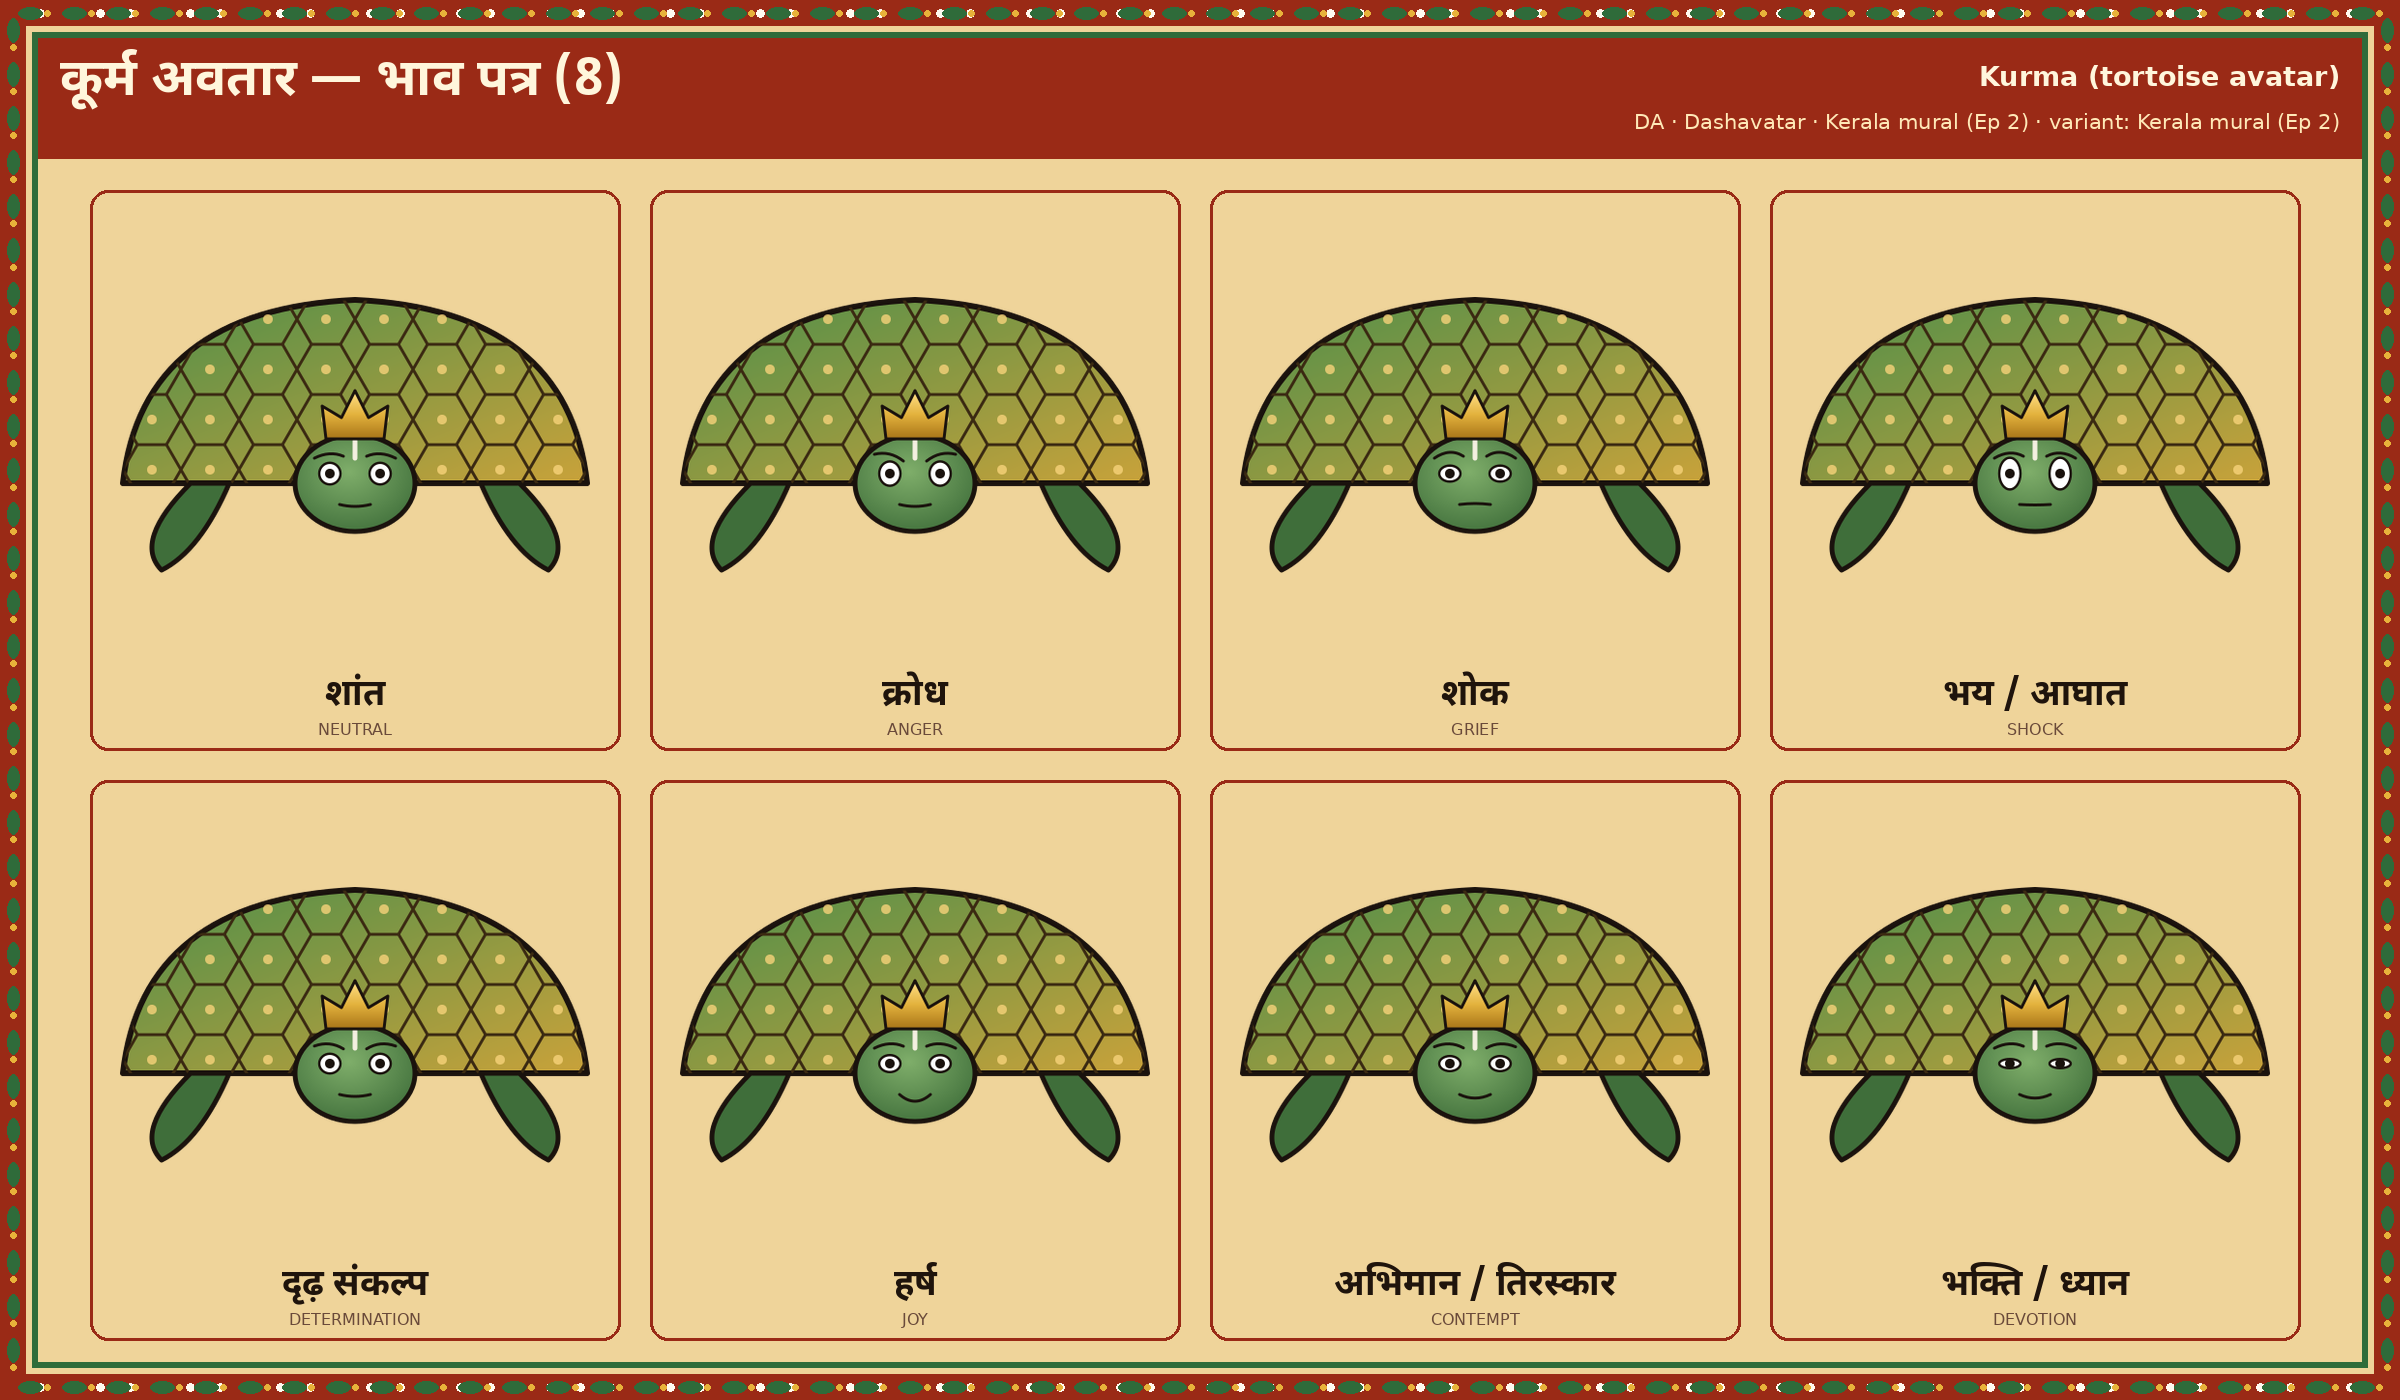 कूर्म अवतार — भाव पत्र (8)
Kurma (tortoise avatar)
DA · Dashavatar · Kerala mural (Ep 2) · variant: Kerala mural (Ep 2)
शांत
NEUTRAL
क्रोध
ANGER
शोक
GRIEF
भय / आघात
SHOCK
दृढ़ संकल्प
DETERMINATION
हर्ष
JOY
अभिमान / तिरस्कार
CONTEMPT
भक्ति / ध्यान
DEVOTION